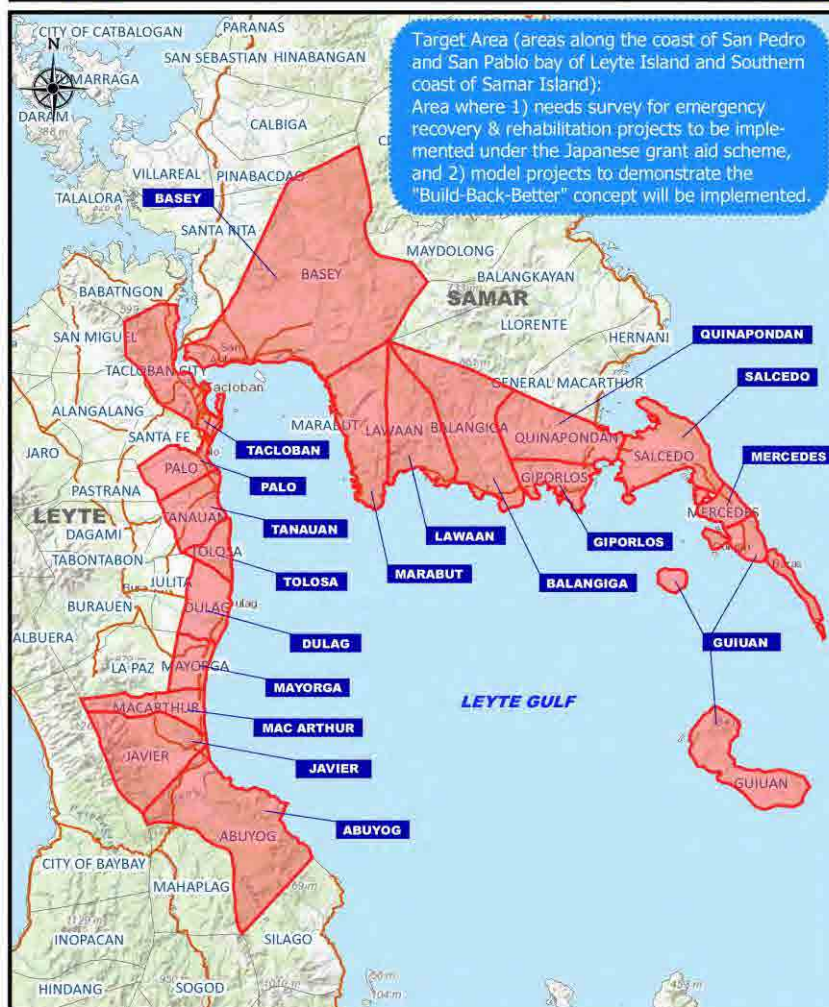 CITY OF CATBALOGAN
PARANAS
N
SAN SEBASTIAN
HINABANGAN
MARRAGA
DARAM
388 m
CALBIGA
Target Area (areas along the coast of San Pedro
and San Pablo bay of Leyte Island and Southern
coast of Samar Island):
Area where 1) needs survey for emergency
recovery & rehabilitation projects to be imple-
mented under the Japanese grant aid scheme,
and 2) model projects to demonstrate the
"Build-Back-Better" concept will be implemented.
VILLAREAL
PINABACDAO
TALALORA
BASEY
SANTA RITA
MAYDOLONG
BASEY
BALANGKAYAN
BABATNGON
SAMAR
LLORENTE
HERNANI
SAN MIGUEL
QUINAPONDAN
TACLOBAN CITY
GENERAL MACARTHUR
SALCEDO
Tacloban
ALANGALANG
MARABUT
LAWAAN
BALANGIGA
QUINAPONDAN
SANTA FE
TACLOBAN
JARO
SALCEDO
MERCEDES
PALO
PALO
GIPORLOS
PASTRANA
LEYTE
TANAUAN
TANAUAN
MERCEDES
LAWAAN
GIPORLOS
DAGAMI
TOLOSA
TABONTABON
TOLOSA
MARABUT
BALANGIGA
JULITA
BURAUEN
DULAG
ALBUERA
DULAG
GUIUAN
LA PAZ
MAYORGA
MAYORGA
LEYTE GULF
MACARTHUR
MAC ARTHUR
JAVIER
JAVIER
GUIUAN
ABUYOG
ABUYOG
CITY OF BAYBAY
MAHAPLAG
INOPACAN
SILAGO
HINDANG
SOGOD
104 m